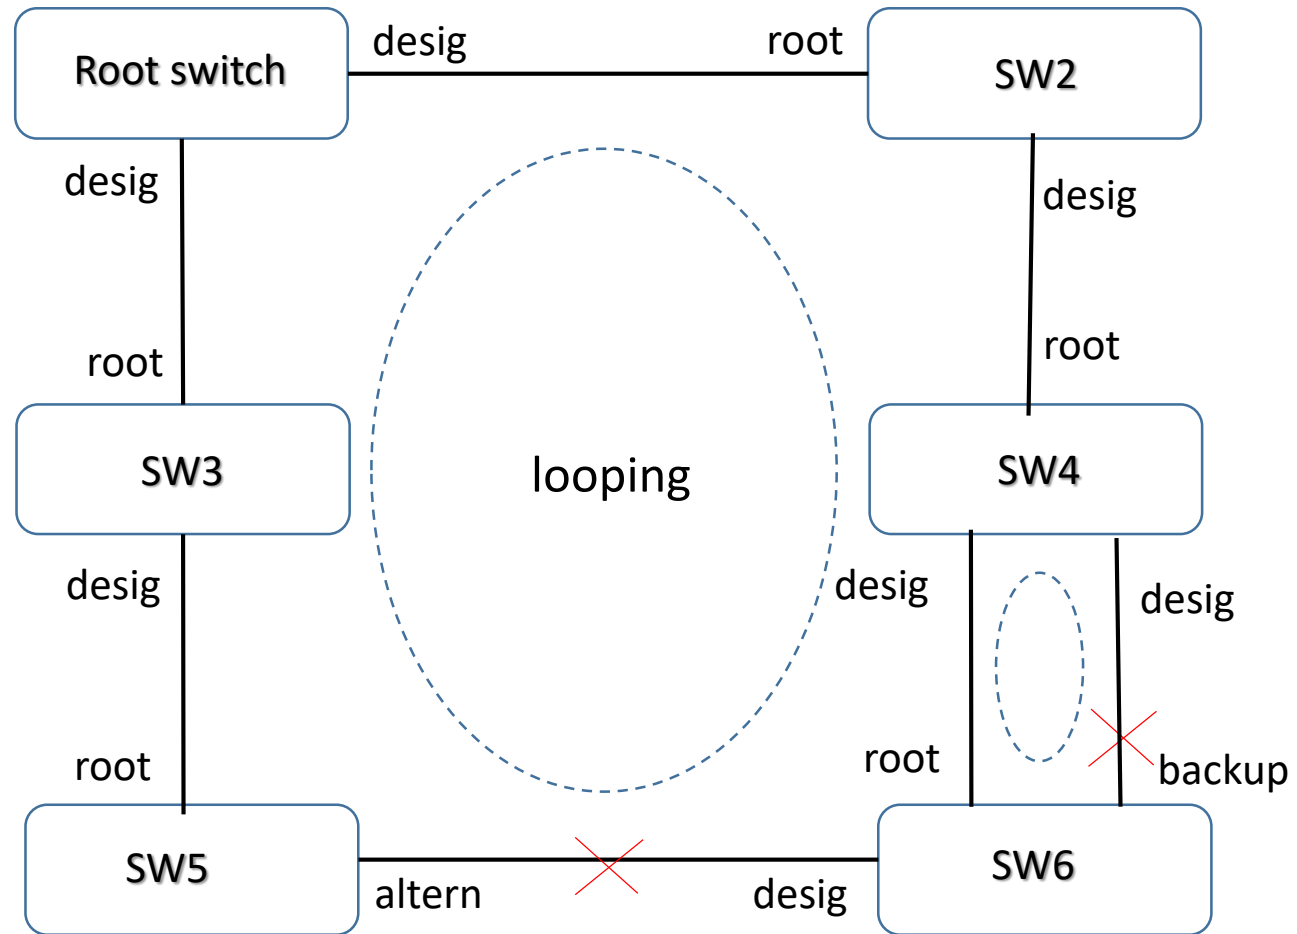 Root switch
desig
root
SW2
desig
desig
root
root
SW3
looping
SW4
desig
desig
desig
root
root
backup
SW5
altern
desig
SW6